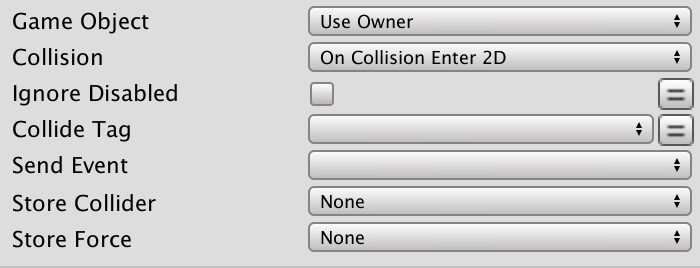 Game Object Use Owner
Collision On Collision Enter 2D
Ignore Disabled
Collide Tag
Send Event
Store Collider None
Store Force None